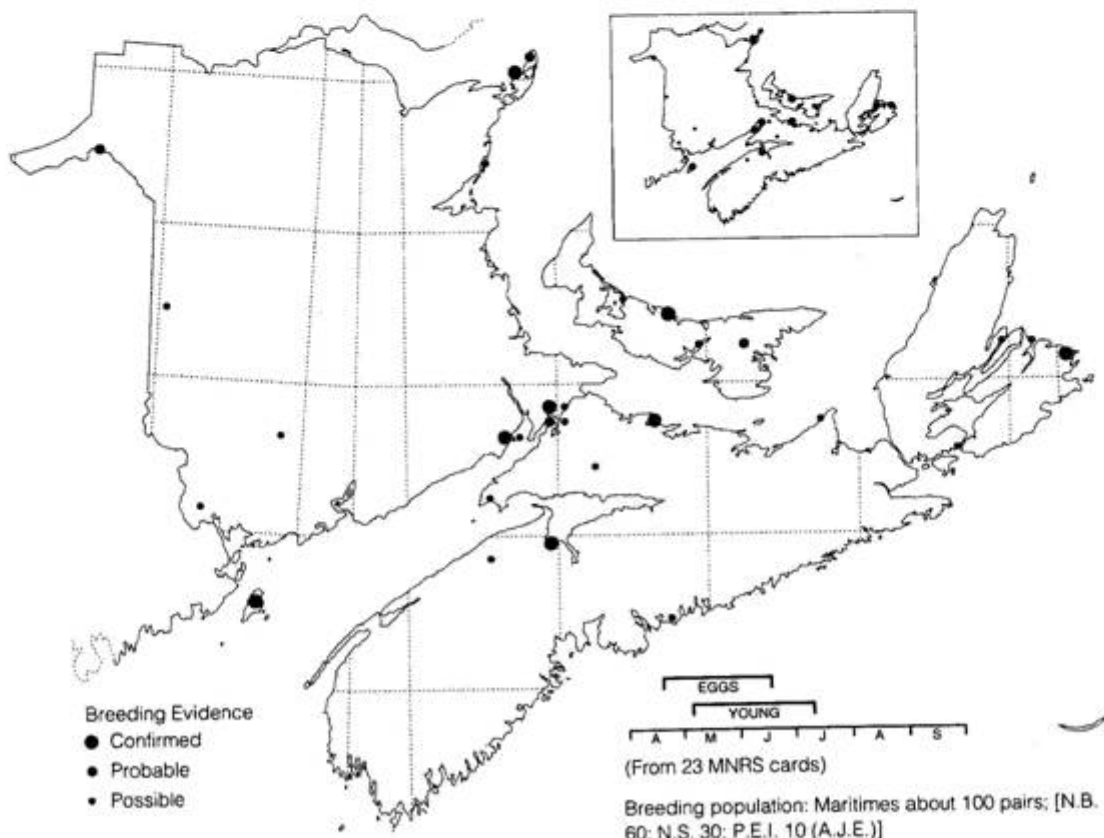 EGGS
YOUNG
A M J J A S
(From 23 MNRS cards)
Breeding population: Maritimes about 100 pairs; [N.B.
60; N.S. 30; P.E.I. 10 (A.J.E.)]
Breeding Evidence
Confirmed
Probable
Possible